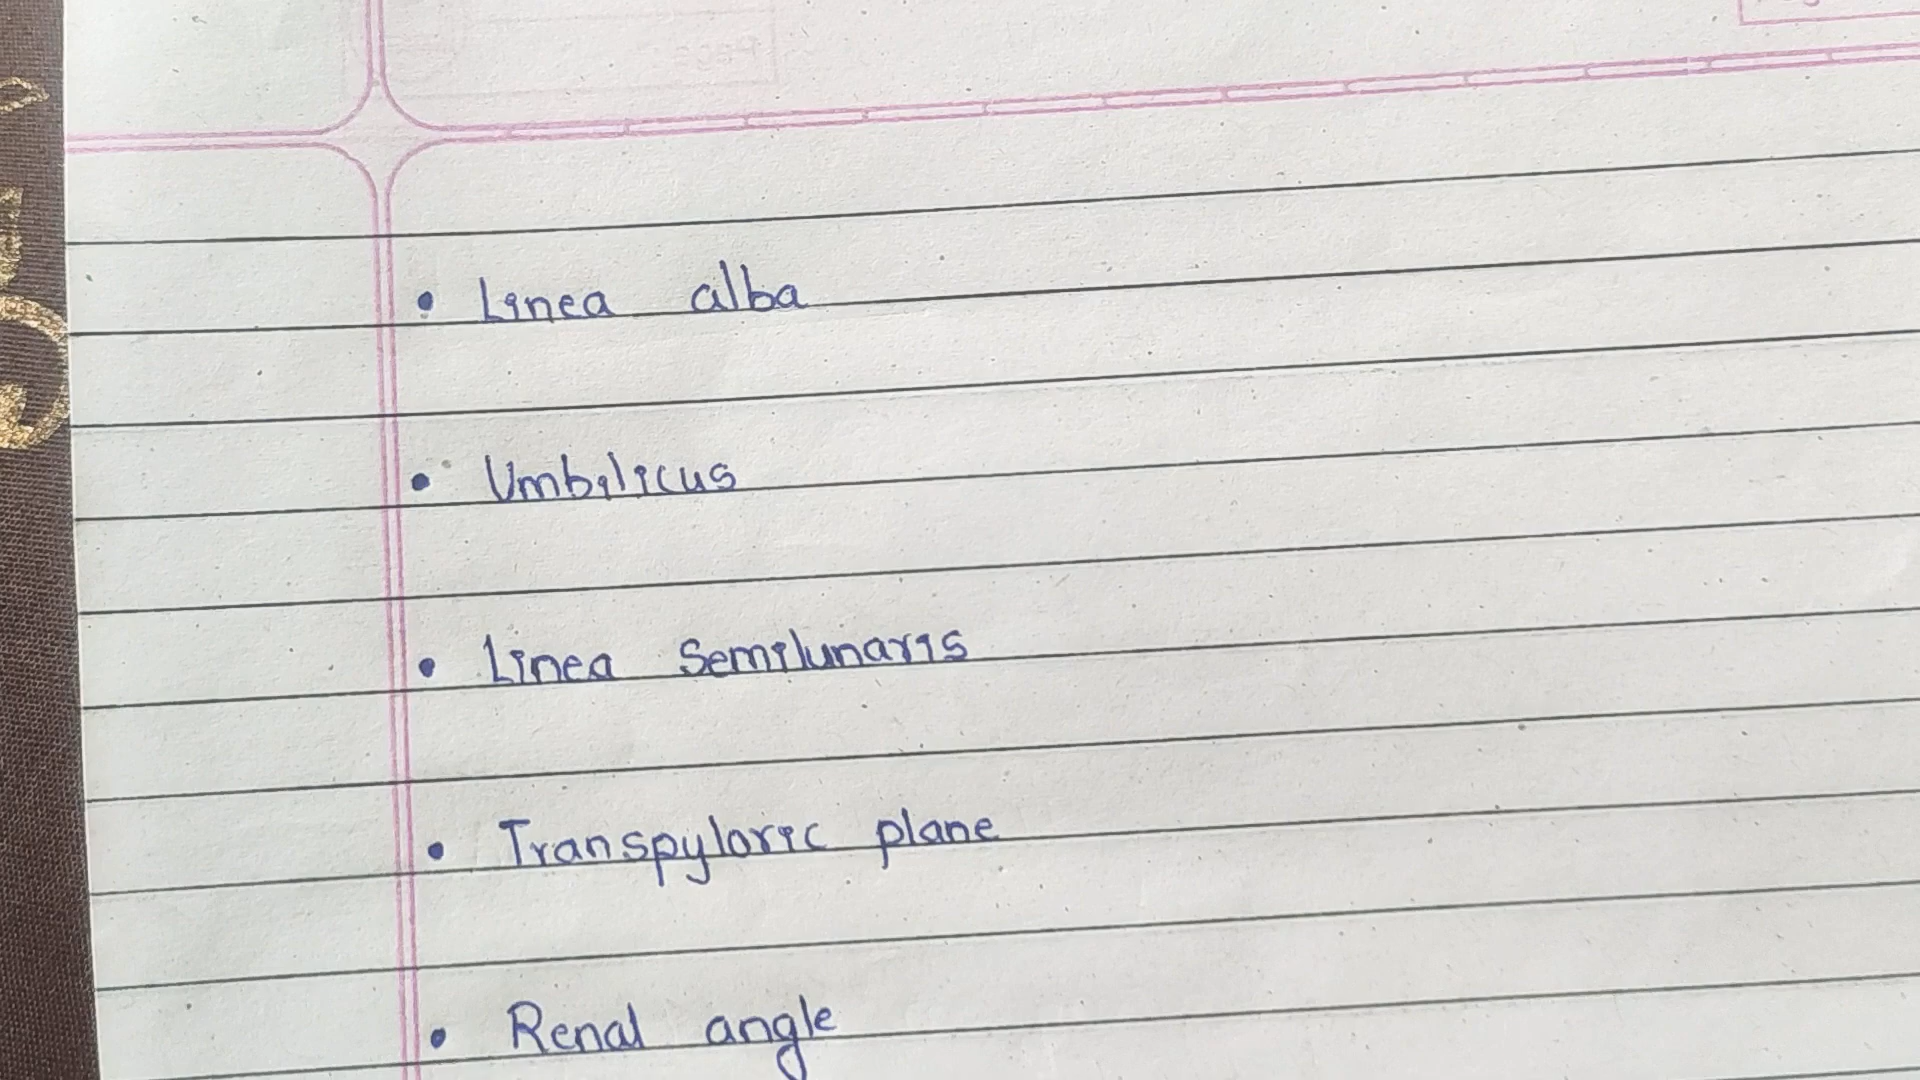 • Linea alba
• Umbilicus
• Linea Semilunaris
• Transpyloric plane
• Renal angle